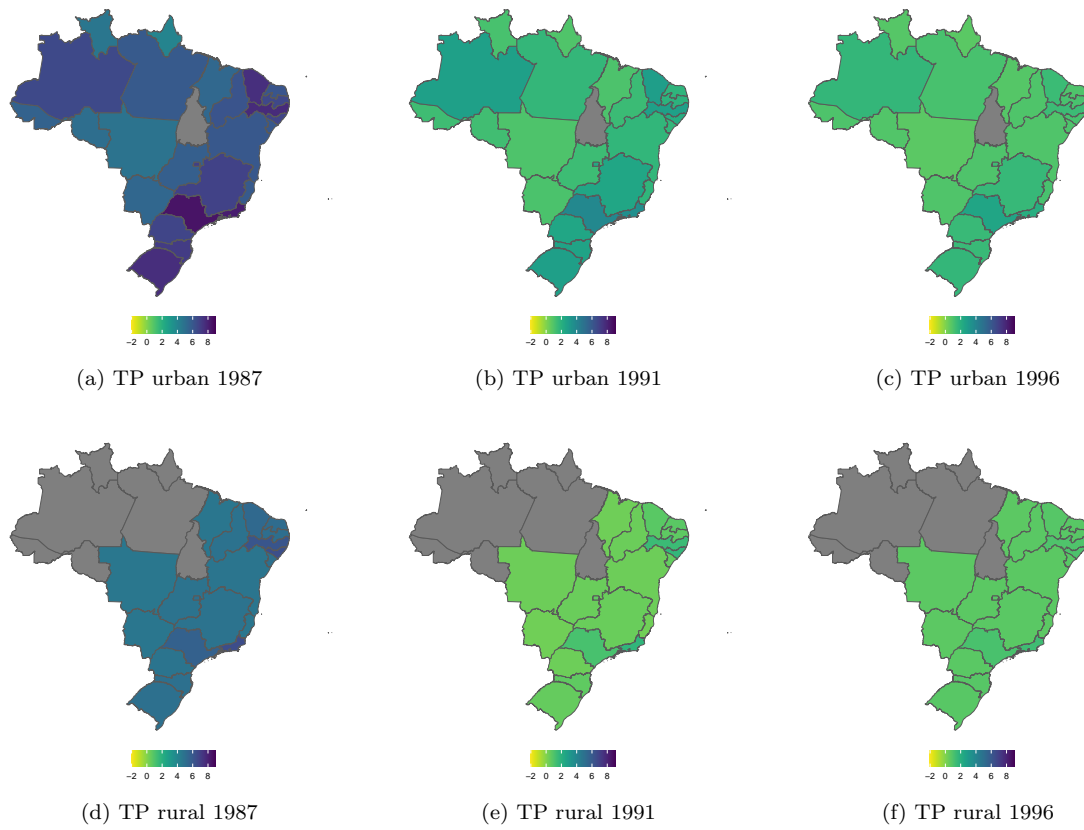 −2 0 2 4 6 8
−2 0 2 4 6 8
−2 0 2 4 6 8
(a) TP urban 1987
(b) TP urban 1991
(c) TP urban 1996
−2 0 2 4 6 8
−2 0 2 4 6 8
−2 0 2 4 6 8
(d) TP rural 1987
(e) TP rural 1991
(f) TP rural 1996